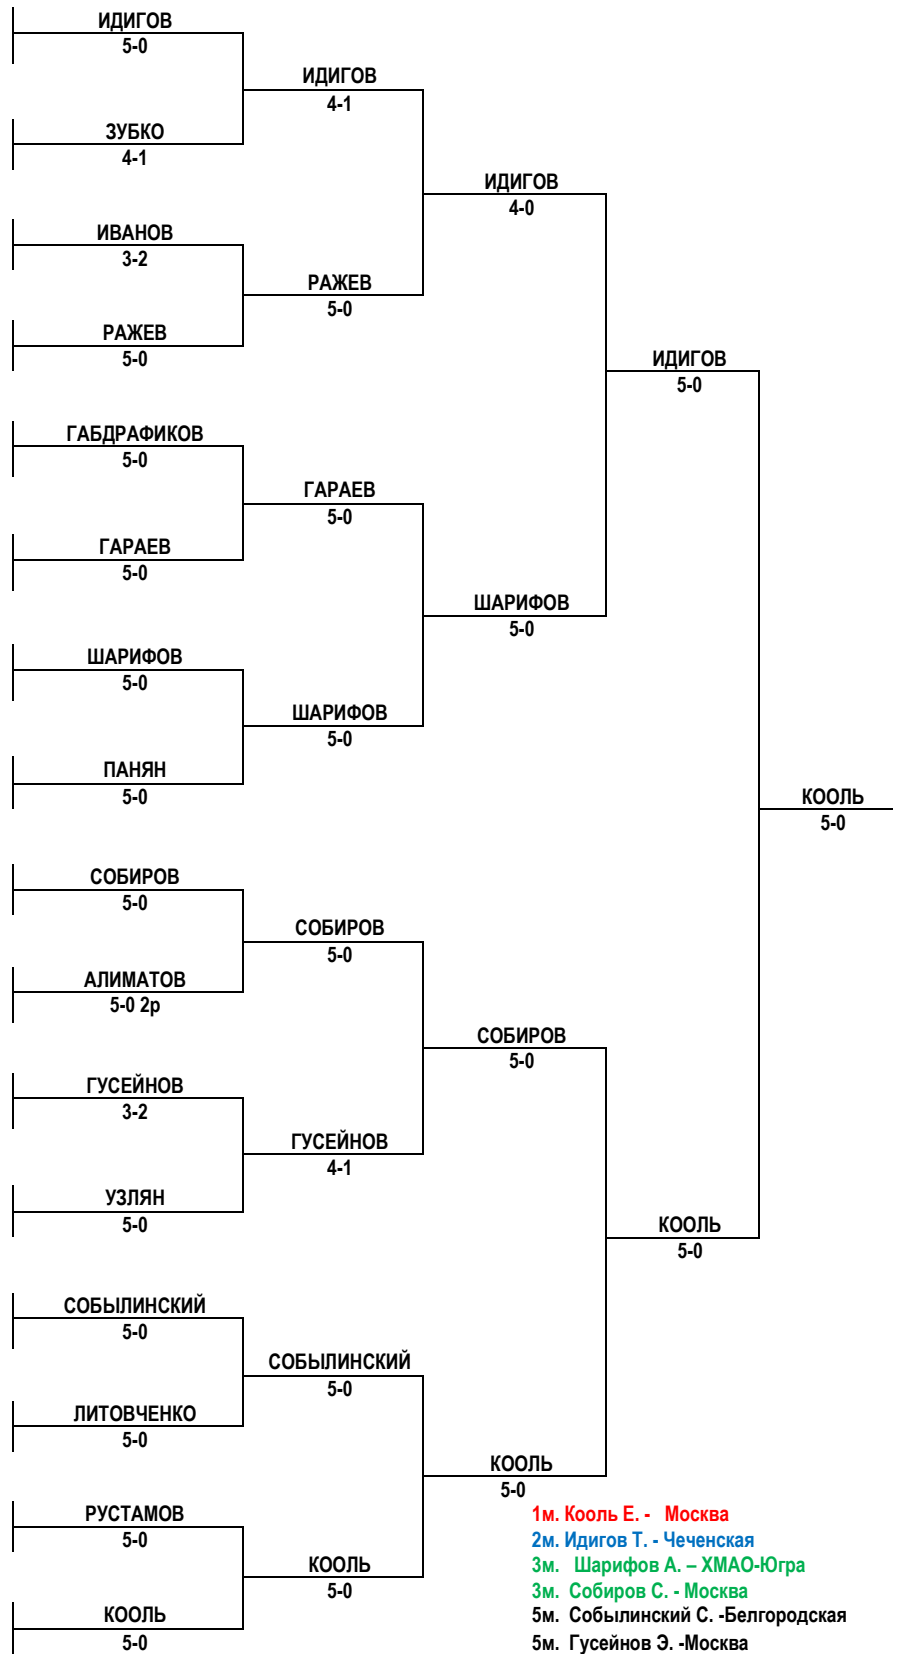 ИДИГОВ
5-0
ИДИГОВ
4-1
ЗУБКО
4-1
ИДИГОВ
4-0
ИВАНОВ
3-2
РАЖЕВ
5-0
РАЖЕВ
5-0
ИДИГОВ
5-0
ГАБДРАФИКОВ
5-0
ГАРАЕВ
5-0
ГАРАЕВ
5-0
ШАРИФОВ
5-0
ШАРИФОВ
5-0
ШАРИФОВ
5-0
ПАНЯН
5-0
КООЛЬ
5-0
СОБИРОВ
5-0
СОБИРОВ
5-0
АЛИМАТОВ
5-0 2р
СОБИРОВ
5-0
ГУСЕЙНОВ
3-2
ГУСЕЙНОВ
4-1
УЗЛЯН
5-0
КООЛЬ
5-0
СОБЫЛИНСКИЙ
5-0
СОБЫЛИНСКИЙ
5-0
ЛИТОВЧЕНКО
5-0
КООЛЬ
5-0
РУСТАМОВ
5-0
КООЛЬ
5-0
КООЛЬ
5-0
1м. Кооль Е. - Москва
2м. Идигов Т. - Чеченская
3м. Шарифов А. – ХМАО-Югра
3м. Собиров С. - Москва
5м. Собылинский С. -Белгородская
5м. Гусейнов Э. -Москва